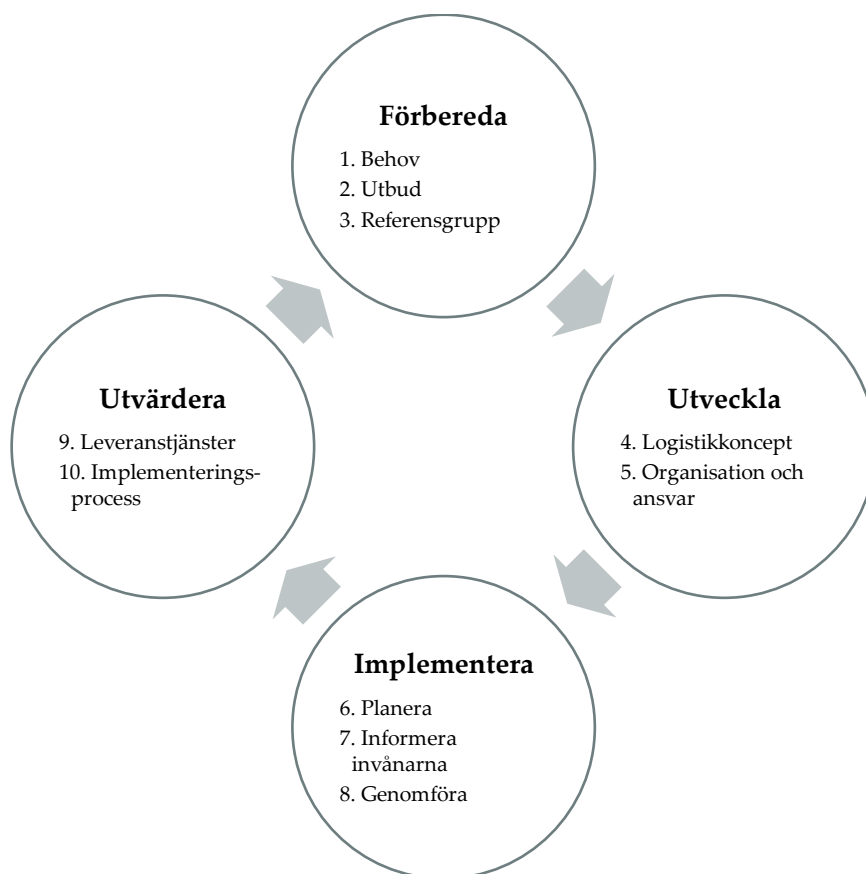 Förbereda
1. Behov
2. Utbud
3. Referensgrupp
Utveckla
4. Logistikkoncept
5. Organisation och
ansvar
Implementera
6. Planera
7. Informera
invånarna
8. Genomföra
Utvärdera
9. Leveranstjänster
10. Implementerings-
process